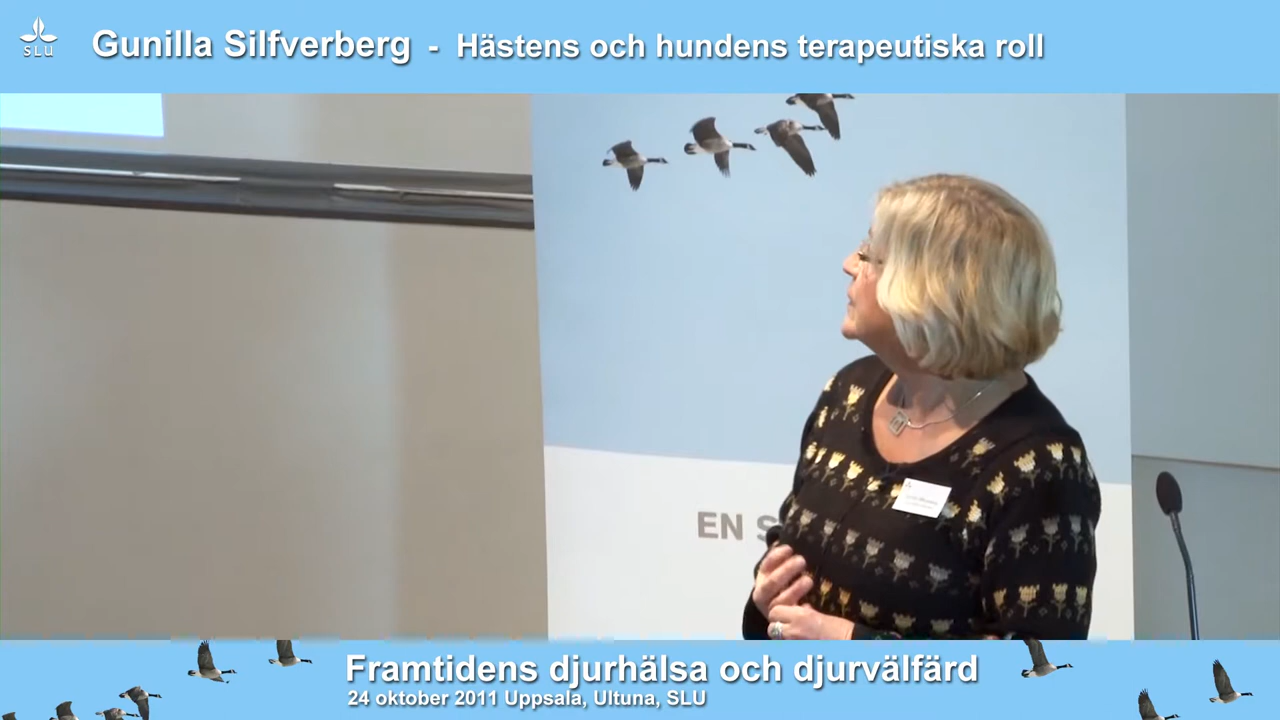 SLU
Gunilla Silfverberg - Hästens och hundens terapeutiska roll
EN S
Framtidens djurhälsa och djurvälfärd
24 oktober 2011 Uppsala, Ultuna, SLU